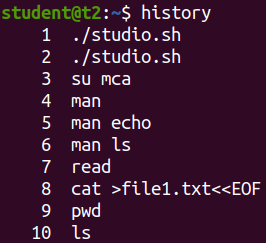 student@t2:~$ history
1 ./studio.sh
2 ./studio.sh
3 su mca
4 man
5 man echo
6 man ls
7 read
8 cat >file1.txt<<EOF
9 pwd
10 ls